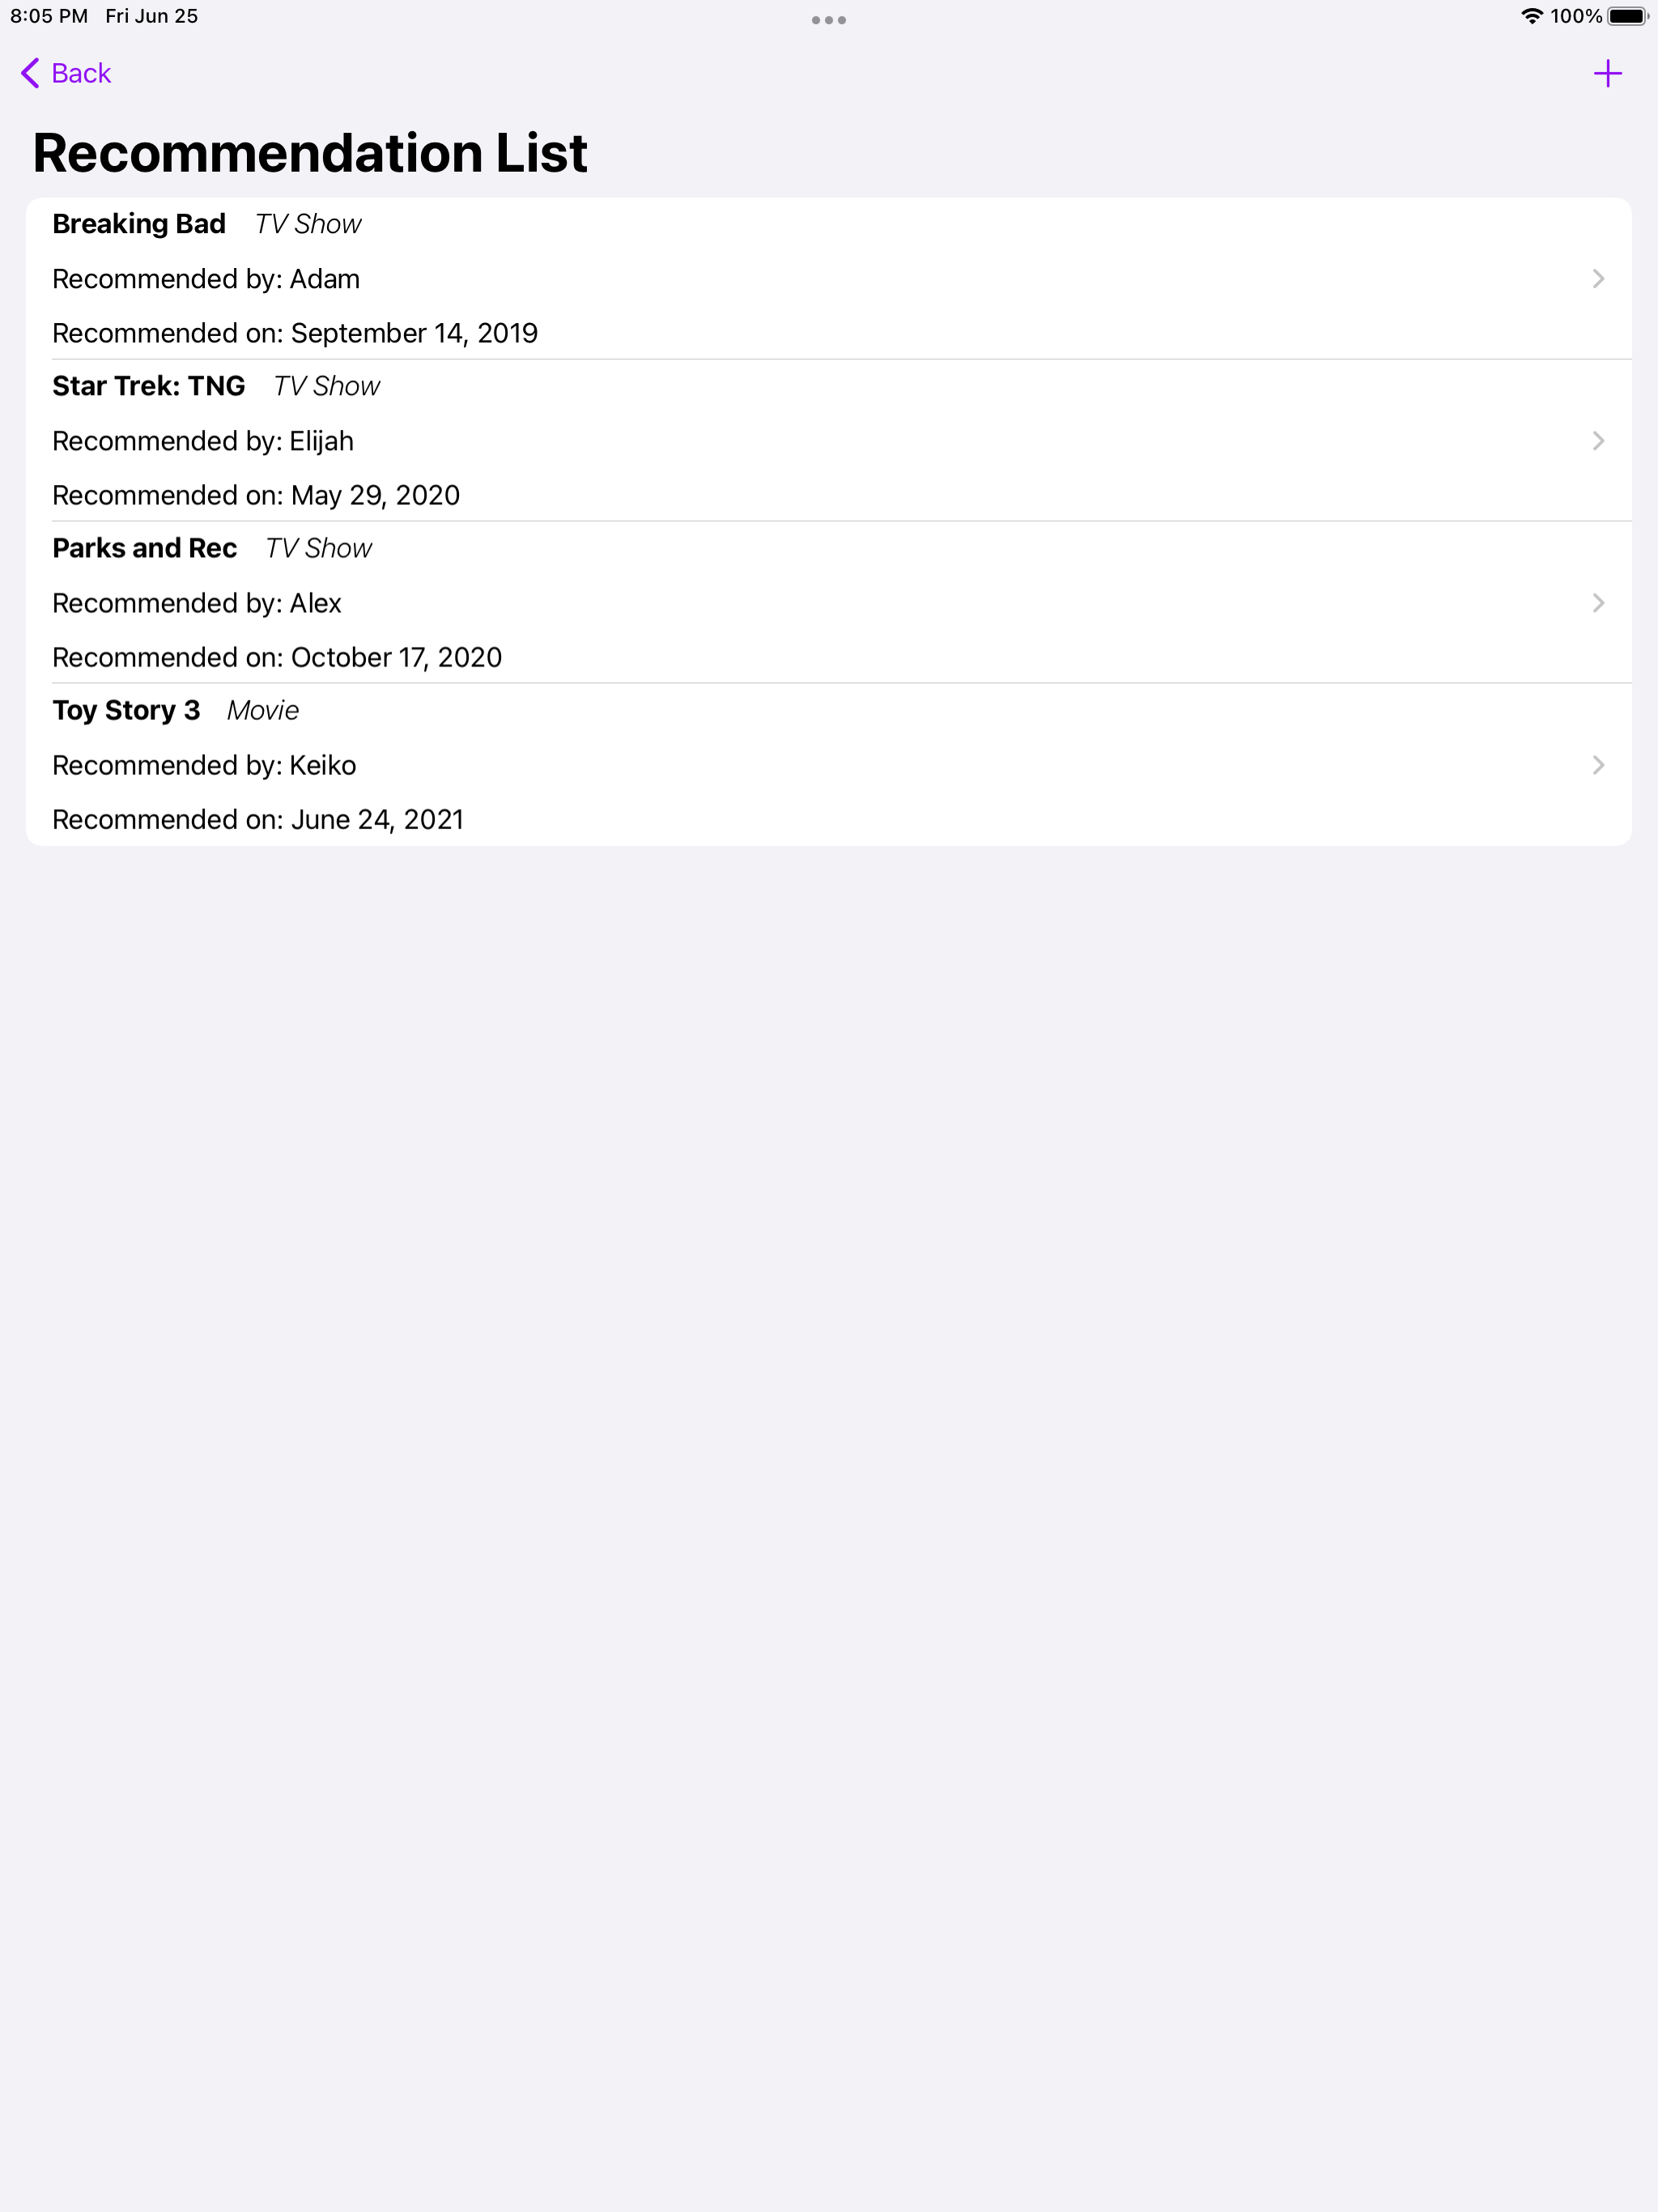 8:05 PM Fri Jun 25 100%
Back
Recommendation List
Breaking Bad TV Show
Recommended by: Adam
Recommended on: September 14, 2019
Star Trek: TNG TV Show
Recommended by: Elijah
Recommended on: May 29, 2020
Parks and Rec TV Show
Recommended by: Alex
Recommended on: October 17, 2020
Toy Story 3 Movie
Recommended by: Keiko
Recommended on: June 24, 2021